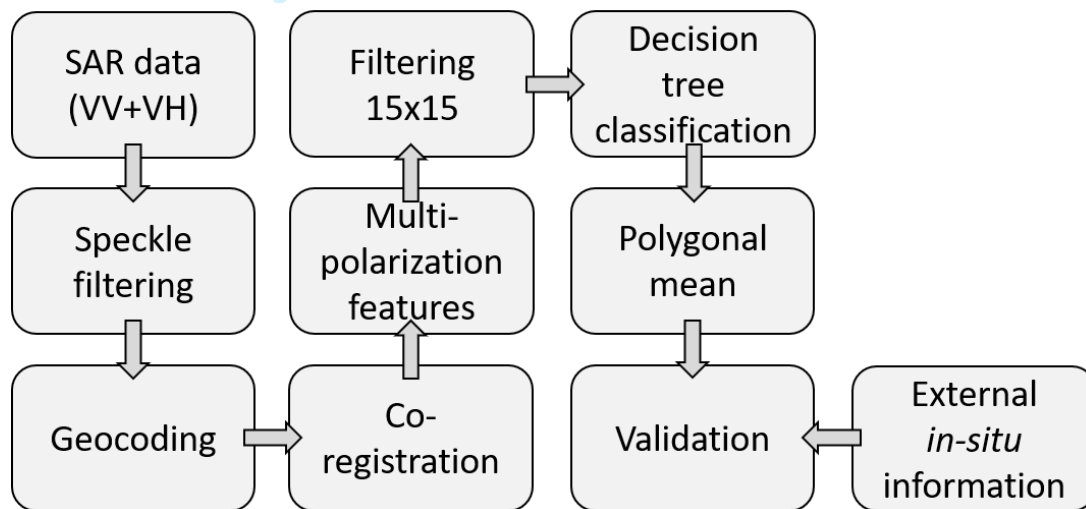 SAR data
(VV+VH)
Speckle
filtering
Geocoding
Co-
registration
Multi-
polarization
features
Filtering
15x15
Decision
tree
classification
Polygonal
mean
Validation
External
in-situ
information